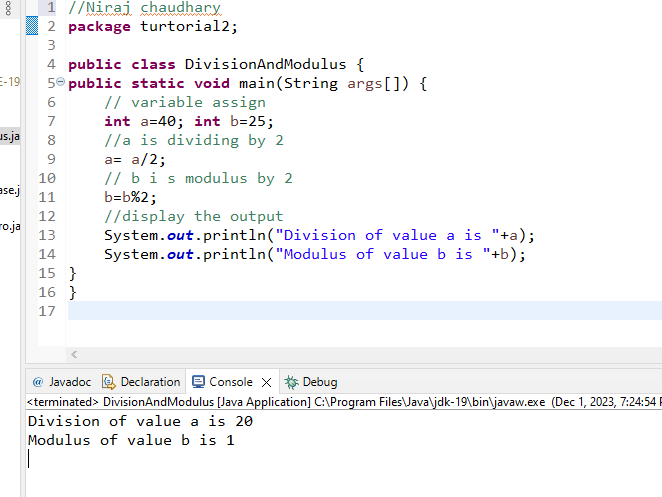 1 //Niraj chaudhary
2 package turtorial2;
3
4 public class DivisionAndModulus {
5 public static void main(String args[]) {
6 // variable assign
7 int a=40; int b=25;
8 //a is dividing by 2
9 a= a/2;
10 // b i s modulus by 2
11 b=b%2;
12 //display the output
13 System.out.println("Division of value a is "+a);
14 System.out.println("Modulus of value b is "+b);
15 }
16 }
17
E-19
us.ja
ase.j
ro.ja
@ Javadoc Declaration Console Debug
<terminated> DivisionAndModulus [Java Application] C:\Program Files\Java\jdk-19\bin\javaw.exe (Dec 1, 2023, 7:24:54 P
Division of value a is 20
Modulus of value b is 1